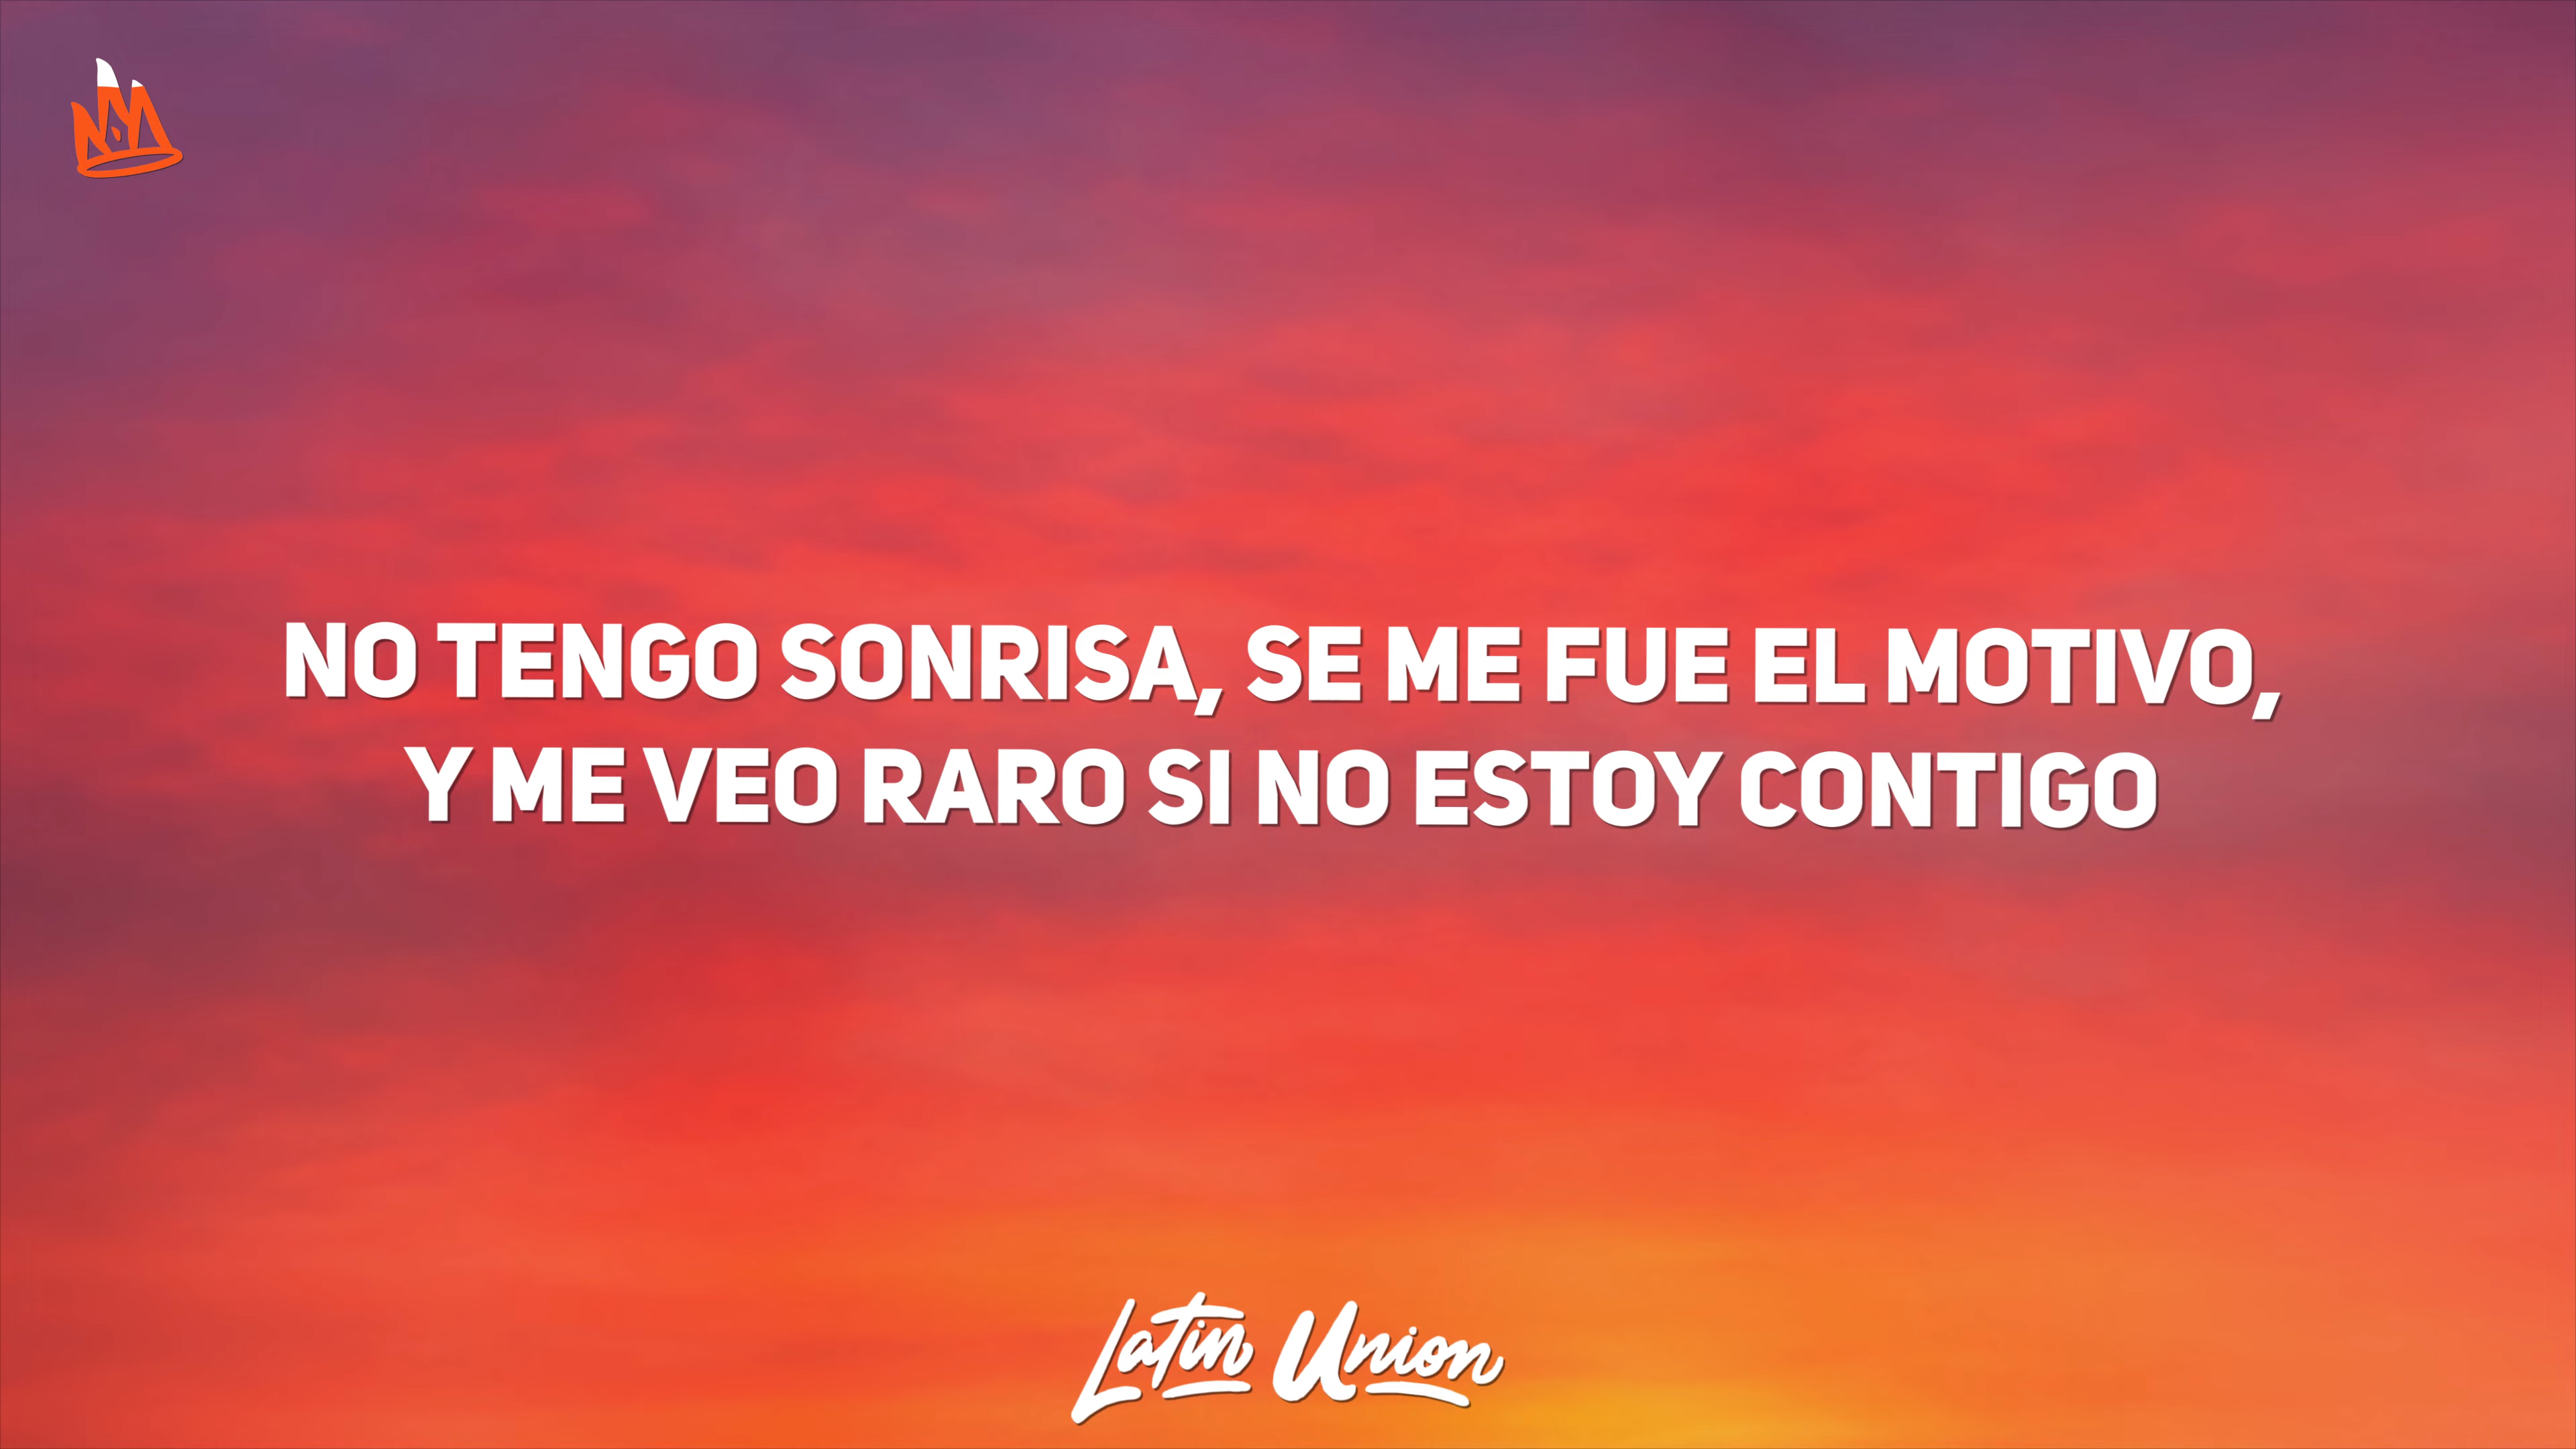 NO TENGO SONRISA, SE ME FUE EL MOTIVO,
Y ME VEO RARO SI NO ESTOY CONTIGO
Latin Union